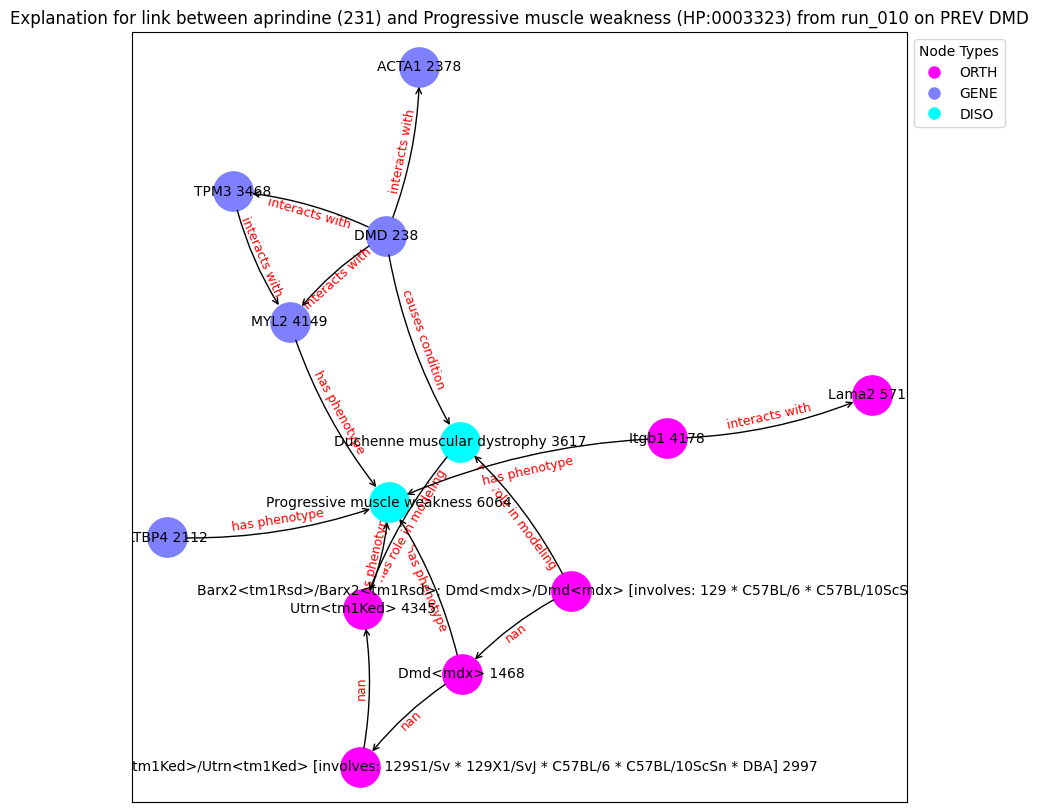 Explanation for link between aprindine (231) and Progressive muscle weakness (HP:0003323) from run_010 on PREV DMD
Node Types
ORTH
GENE
DISO
ACTA1 2378
interacts with
TPM3 3468
interacts with
DMD 238
interacts with
interacts with
MYL2 4149
causes condition
has phenotype
Lama2 571
interacts with
Itgb1 4178
Duchenne muscular dystrophy 3617
has phenotype
Progressive muscle weakness 6064
has role in modeling
role in modeling
has phenotype
TBP4 2112
s phenotype
has phenotype
Barx2<tm1Rsd>/Barx2<tm1Rsd>; Dmd<mdx>/Dmd<mdx> [involves: 129 * C57BL/6 * C57BL/10ScS
Utrn<tm1Ked> 4345
nan
Dmd<mdx> 1468
nan
nan
tm1Ked>/Utrn<tm1Ked> [involves: 129S1/Sv * 129X1/SvJ * C57BL/6 * C57BL/10ScSn * DBA] 2997